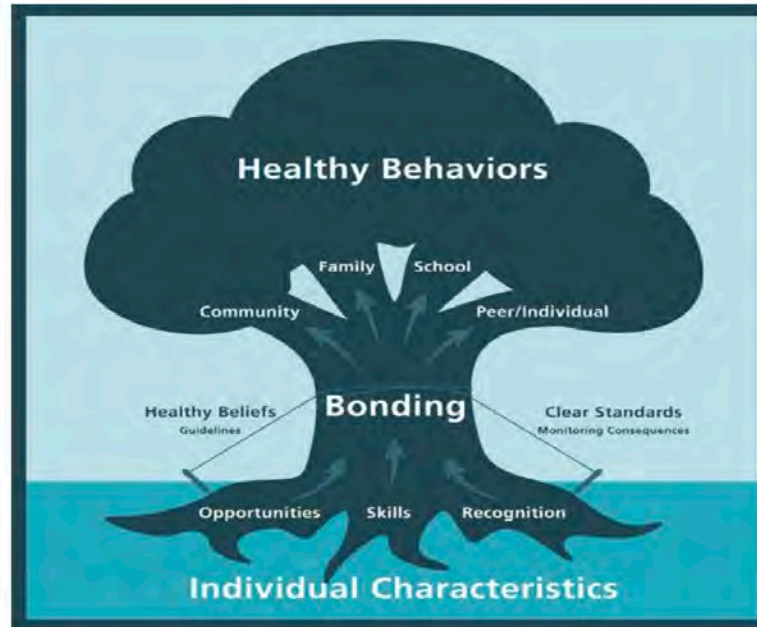 Healthy Behaviors
Family
School
Community
Peer/Individual
Healthy Beliefs
Guidelines
Bonding
Clear Standards
Monitoring Consequences
Opportunities
Skills
Recognition
Individual Characteristics